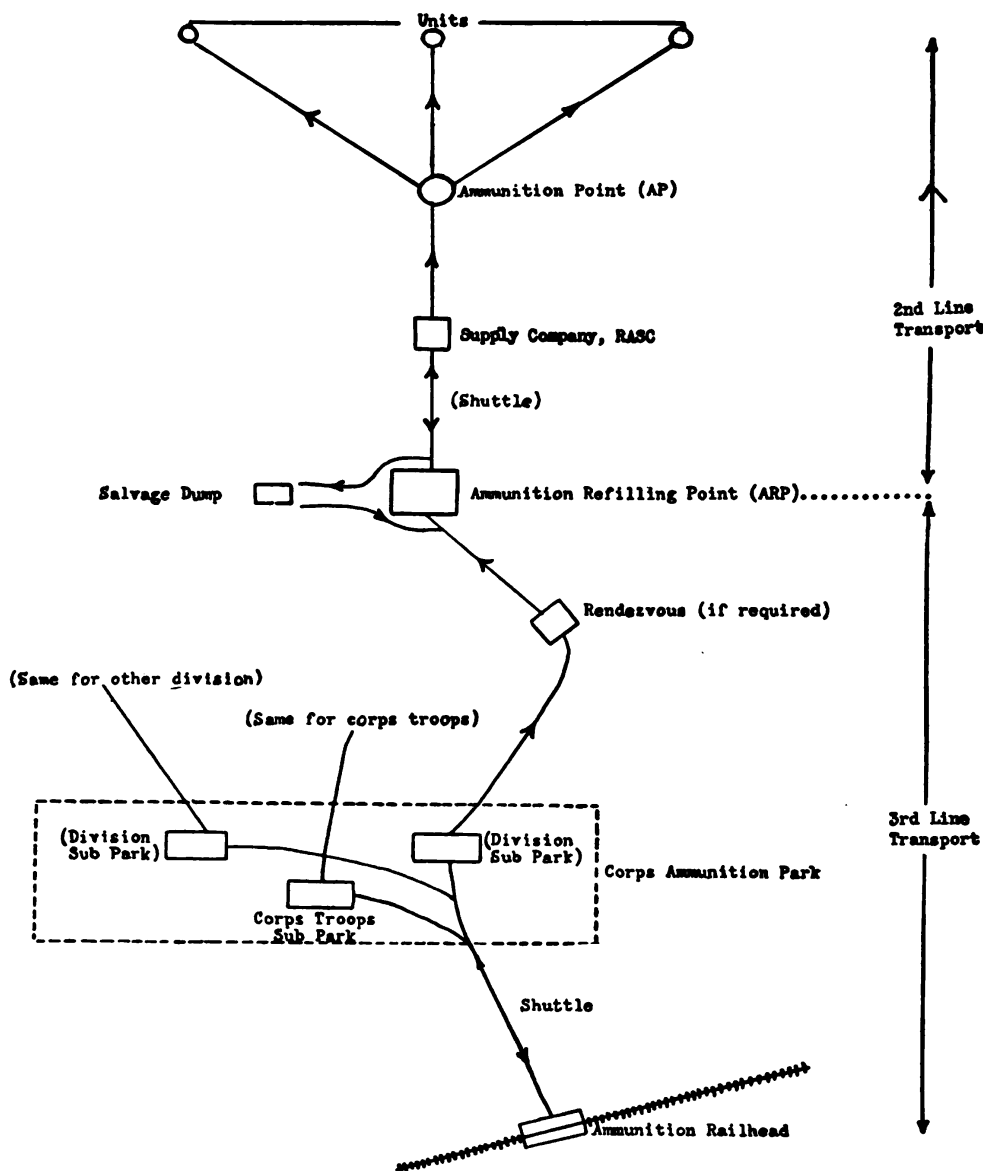 Units
Ammunition Point (AP)
2nd Line
Transport
Supply Company, RASC
(Shuttle)
Salvage Dump
Ammunition Refilling Point (ARP)..........
Rendezvous (if required)
(Same for other division)
(Same for corps troops)
(Division
Sub Park)
(Division
Sub Park)
3rd Line
Transport
Corps Ammunition Park
Corps Troops
Sub Park
Shuttle
Ammunition Railhead